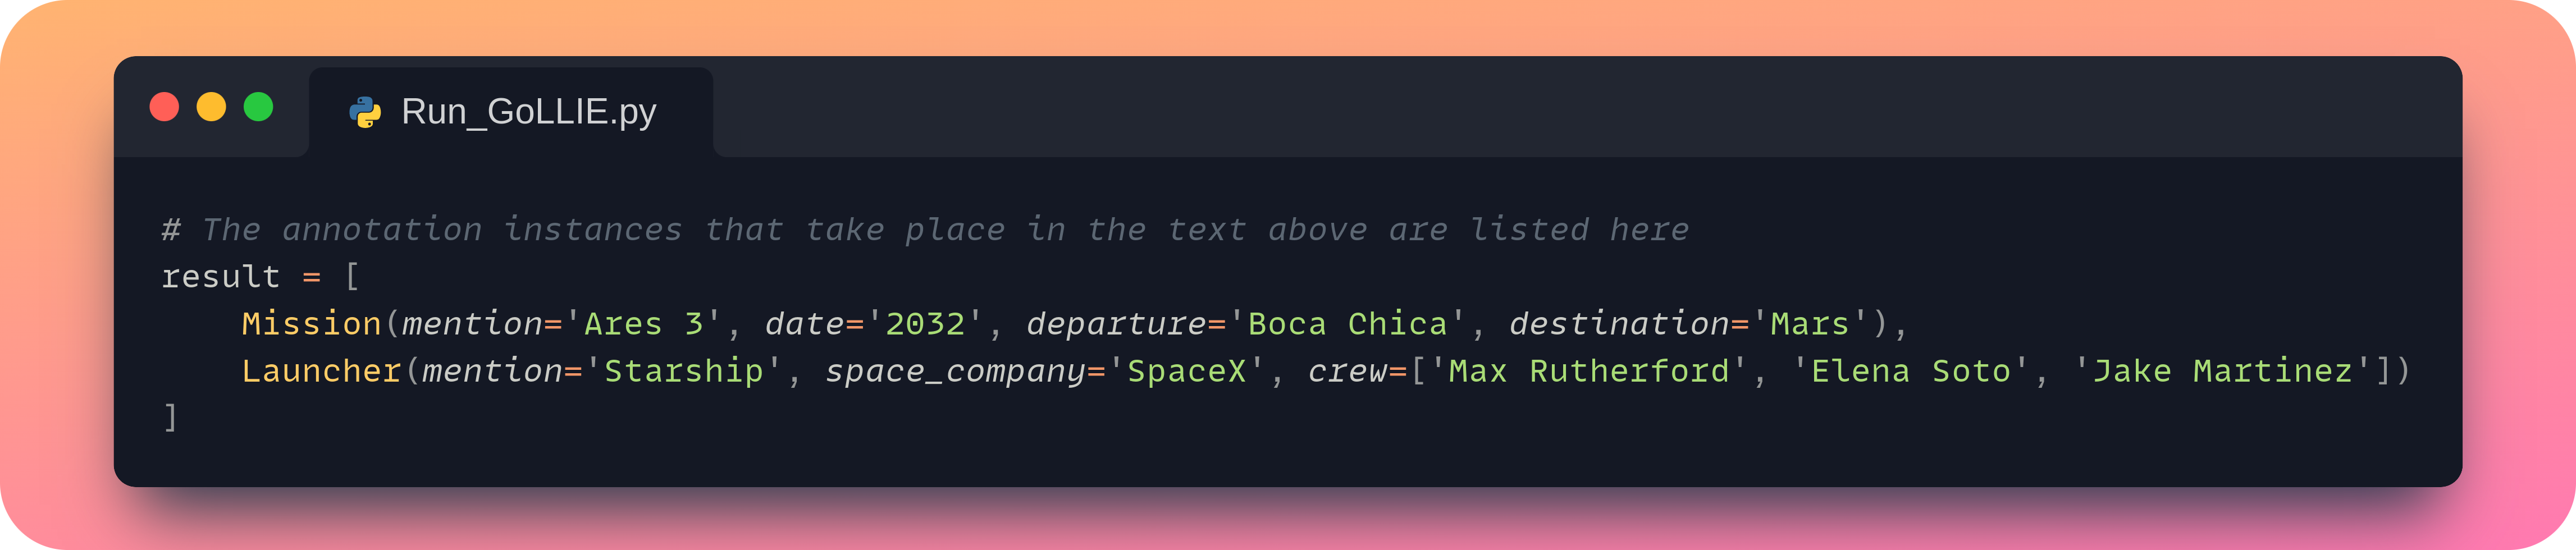 Run_GoLLIE.py
# The annotation instances that take place in the text above are listed here
result = [
    Mission(mention='Ares 3', date='2032', departure='Boca Chica', destination='Mars'),
    Launcher(mention='Starship', space_company='SpaceX', crew=['Max Rutherford', 'Elena Soto', 'Jake Martinez'])
]